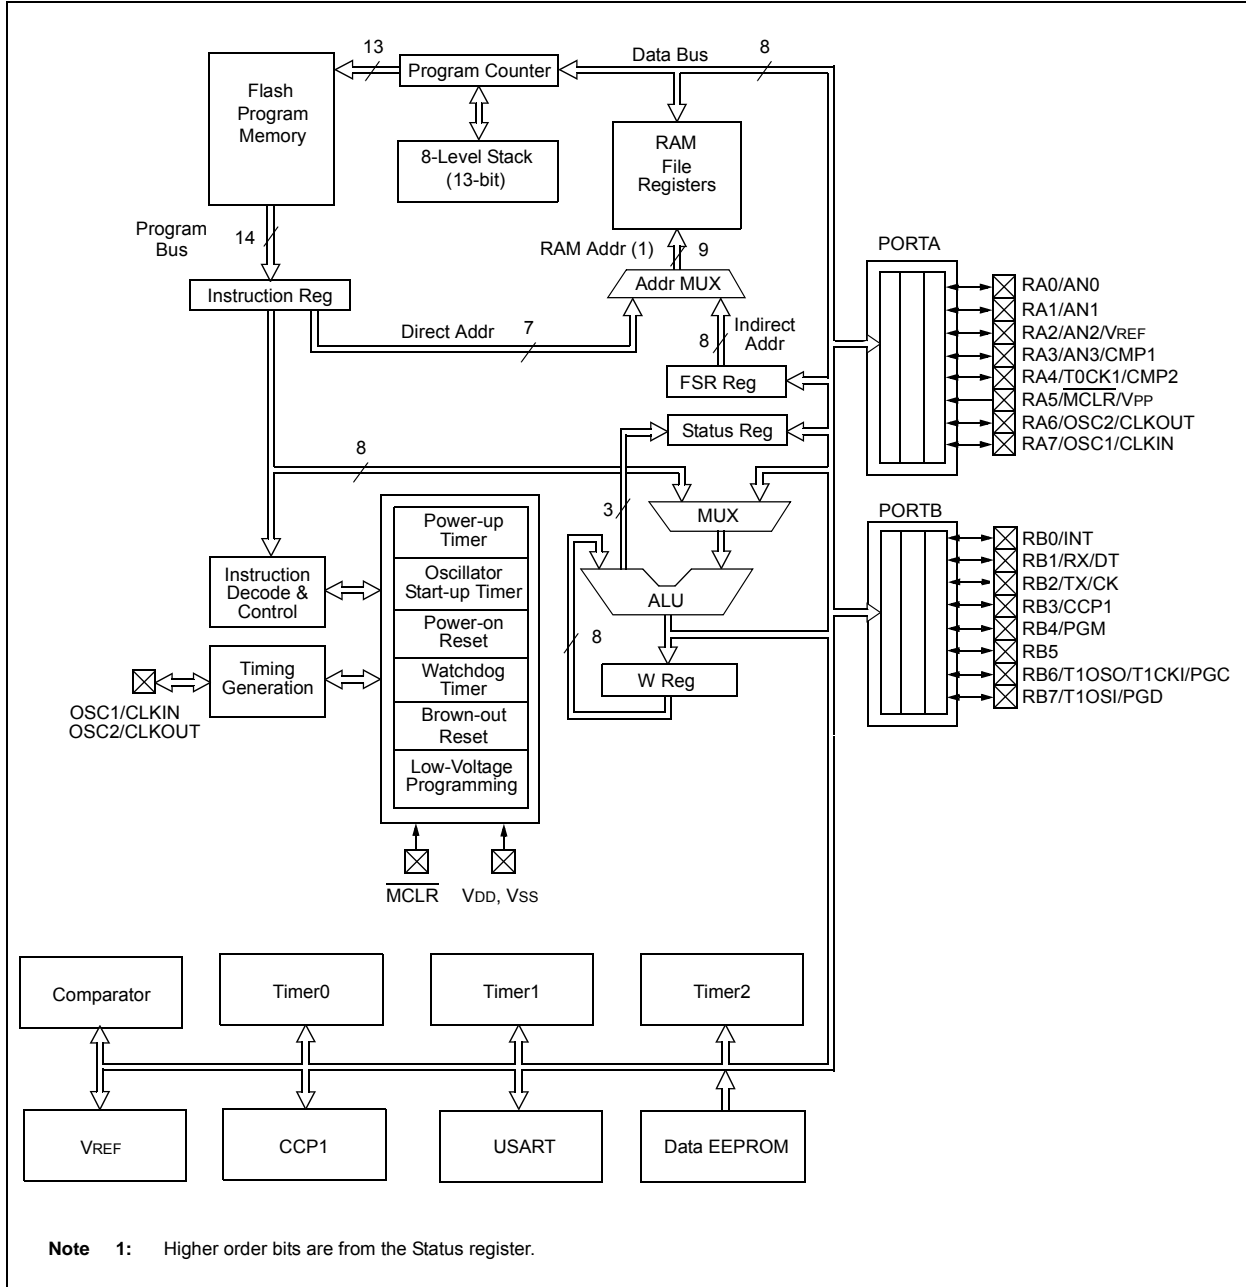 13
Program Counter
Data Bus
8
Flash
Program
Memory
8-Level Stack
(13-bit)
RAM
File
Registers
Program
Bus
14
RAM Addr (1)
9
Addr MUX
Instruction Reg
Direct Addr
7
8
Indirect
Addr
FSR Reg
Status Reg
8
3
MUX
ALU
8
W Reg
Instruction
Decode &
Control
Timing
Generation
OSC1/CLKIN
OSC2/CLKOUT
Power-up
Timer
Oscillator
Start-up Timer
Power-on
Reset
Watchdog
Timer
Brown-out
Reset
Low-Voltage
Programming
MCLR
VDD, VSS
PORTA
RA0/AN0
RA1/AN1
RA2/AN2/VREF
RA3/AN3/CMP1
RA4/T0CK1/CMP2
RA5/MCLR/VPP
RA6/OSC2/CLKOUT
RA7/OSC1/CLKIN
PORTB
RB0/INT
RB1/RX/DT
RB2/TX/CK
RB3/CCP1
RB4/PGM
RB5
RB6/T1OSO/T1CKI/PGC
RB7/T1OSI/PGD
Comparator
Timer0
Timer1
Timer2
VREF
CCP1
USART
Data EEPROM
Note 1: Higher order bits are from the Status register.